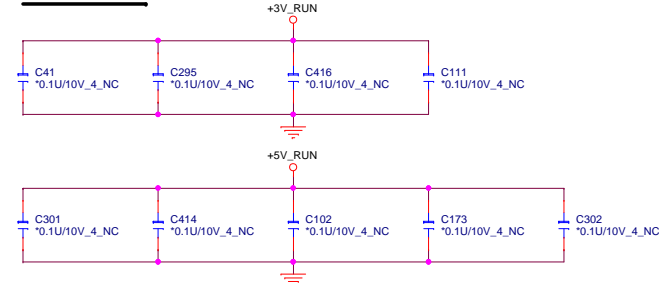 +3V_RUN
C41
*0.1U/10V_4_NC
C295
*0.1U/10V_4_NC
C416
*0.1U/10V_4_NC
C111
*0.1U/10V_4_NC
+5V_RUN
C301
*0.1U/10V_4_NC
C414
*0.1U/10V_4_NC
C102
*0.1U/10V_4_NC
C173
*0.1U/10V_4_NC
C302
*0.1U/10V_4_NC